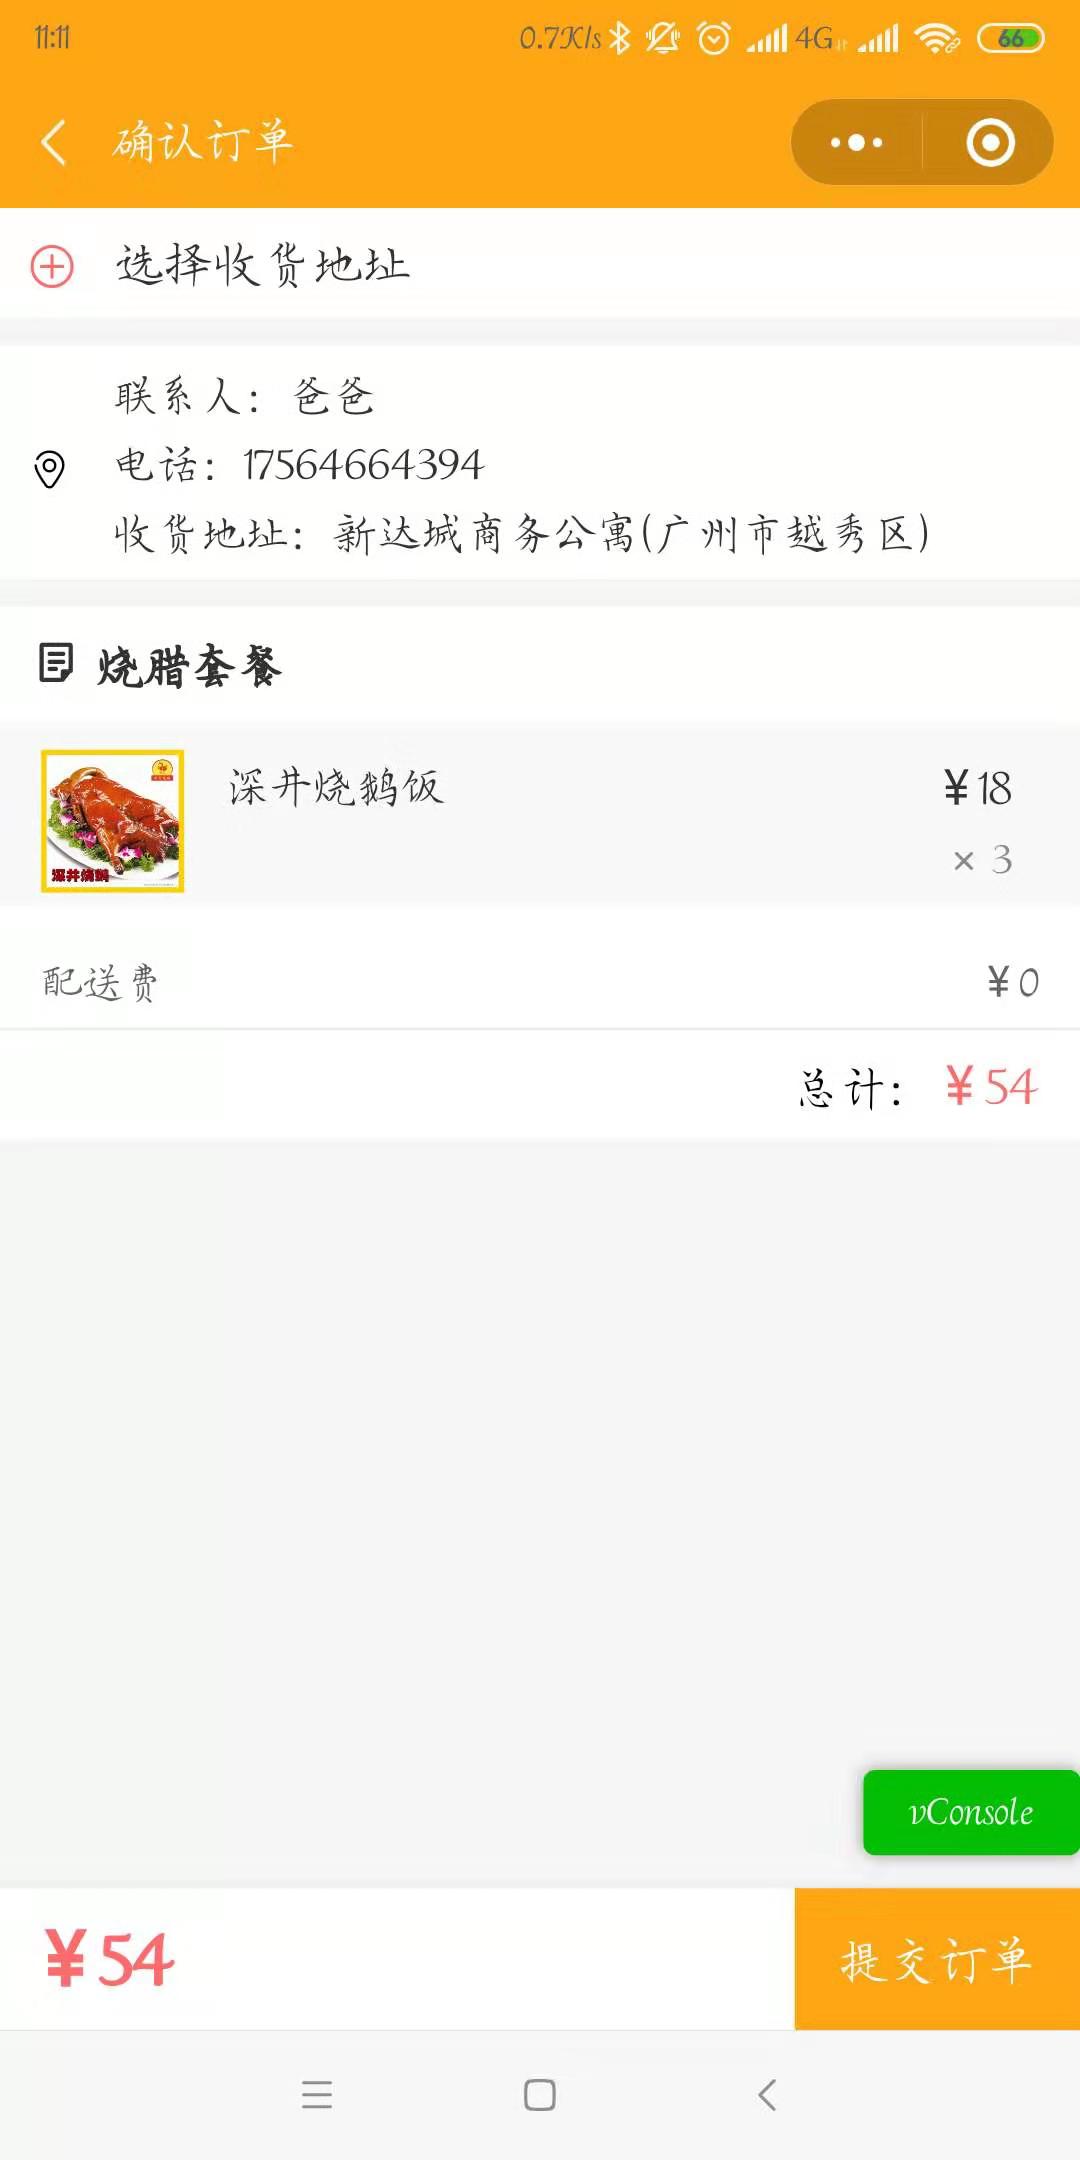 11:11 0.7K/s 4G 66
确认订单
选择收货地址
联系人：爸爸
电话：17564664394
收货地址：新达城商务公寓(广州市越秀区)
烧腊套餐
深井烧鹅饭 ¥18
× 3
深井烧鹅
配送费 ¥0
总计：¥54
vConsole
¥54 提交订单